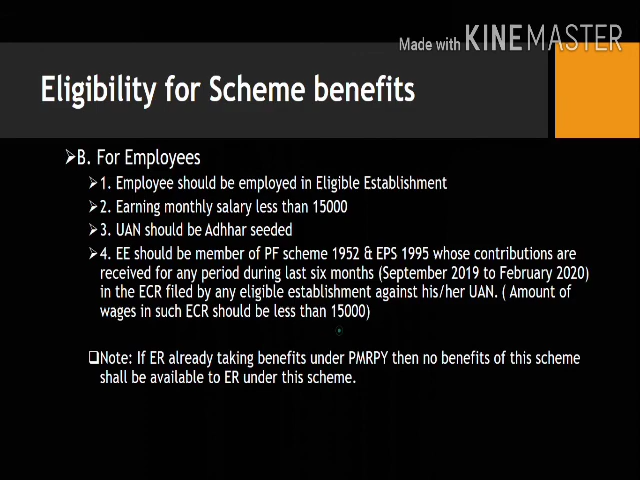 Made with KINEMASTER
Eligibility for Scheme benefits
➢B. For Employees
➢1. Employee should be employed in Eligible Establishment
➢2. Earning monthly salary less than 15000
➢3. UAN should be Adhhar seeded
➢4. EE should be member of PF scheme 1952 & EPS 1995 whose contributions are
received for any period during last six months (September 2019 to February 2020)
in the ECR filed by any eligible establishment against his/her UAN. ( Amount of
wages in such ECR should be less than 15000)
❑Note: If ER already taking benefits under PMRPY then no benefits of this scheme
shall be available to ER under this scheme.